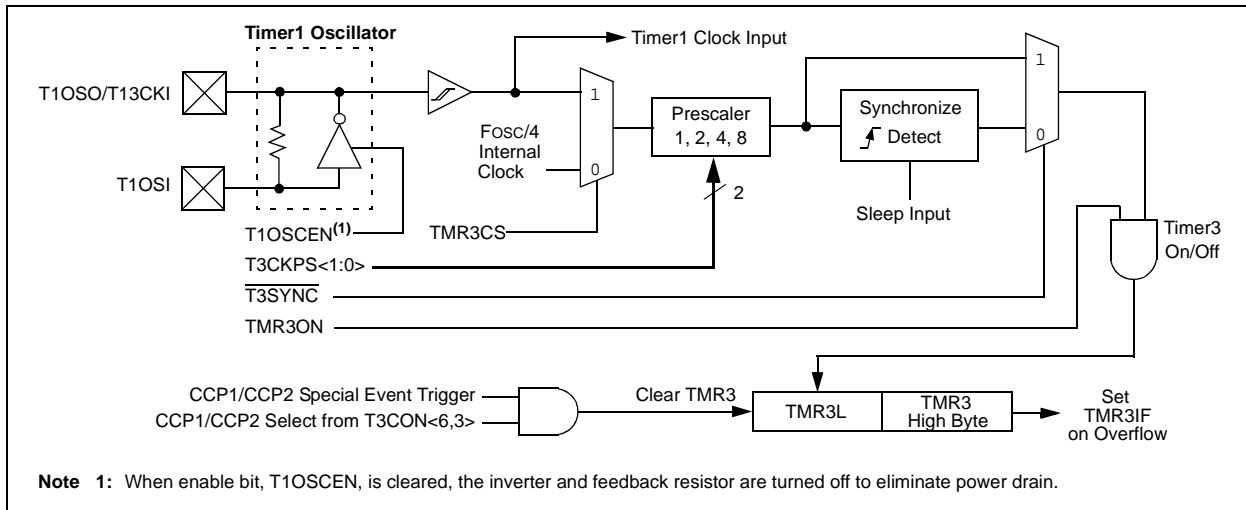 Timer1 Oscillator
Timer1 Clock Input
T1OSO/T13CKI
T1OSI
1
FOSC/4
Internal
Clock
0
Prescaler
1, 2, 4, 8
2
Synchronize
Detect
Sleep Input
1
0
T1OSCEN(1)
TMR3CS
T3CKPS<1:0>
T3SYNC
TMR3ON
Timer3
On/Off
CCP1/CCP2 Special Event Trigger
CCP1/CCP2 Select from T3CON<6,3>
Clear TMR3
TMR3L
TMR3
High Byte
Set
TMR3IF
on Overflow
Note 1: When enable bit, T1OSCEN, is cleared, the inverter and feedback resistor are turned off to eliminate power drain.